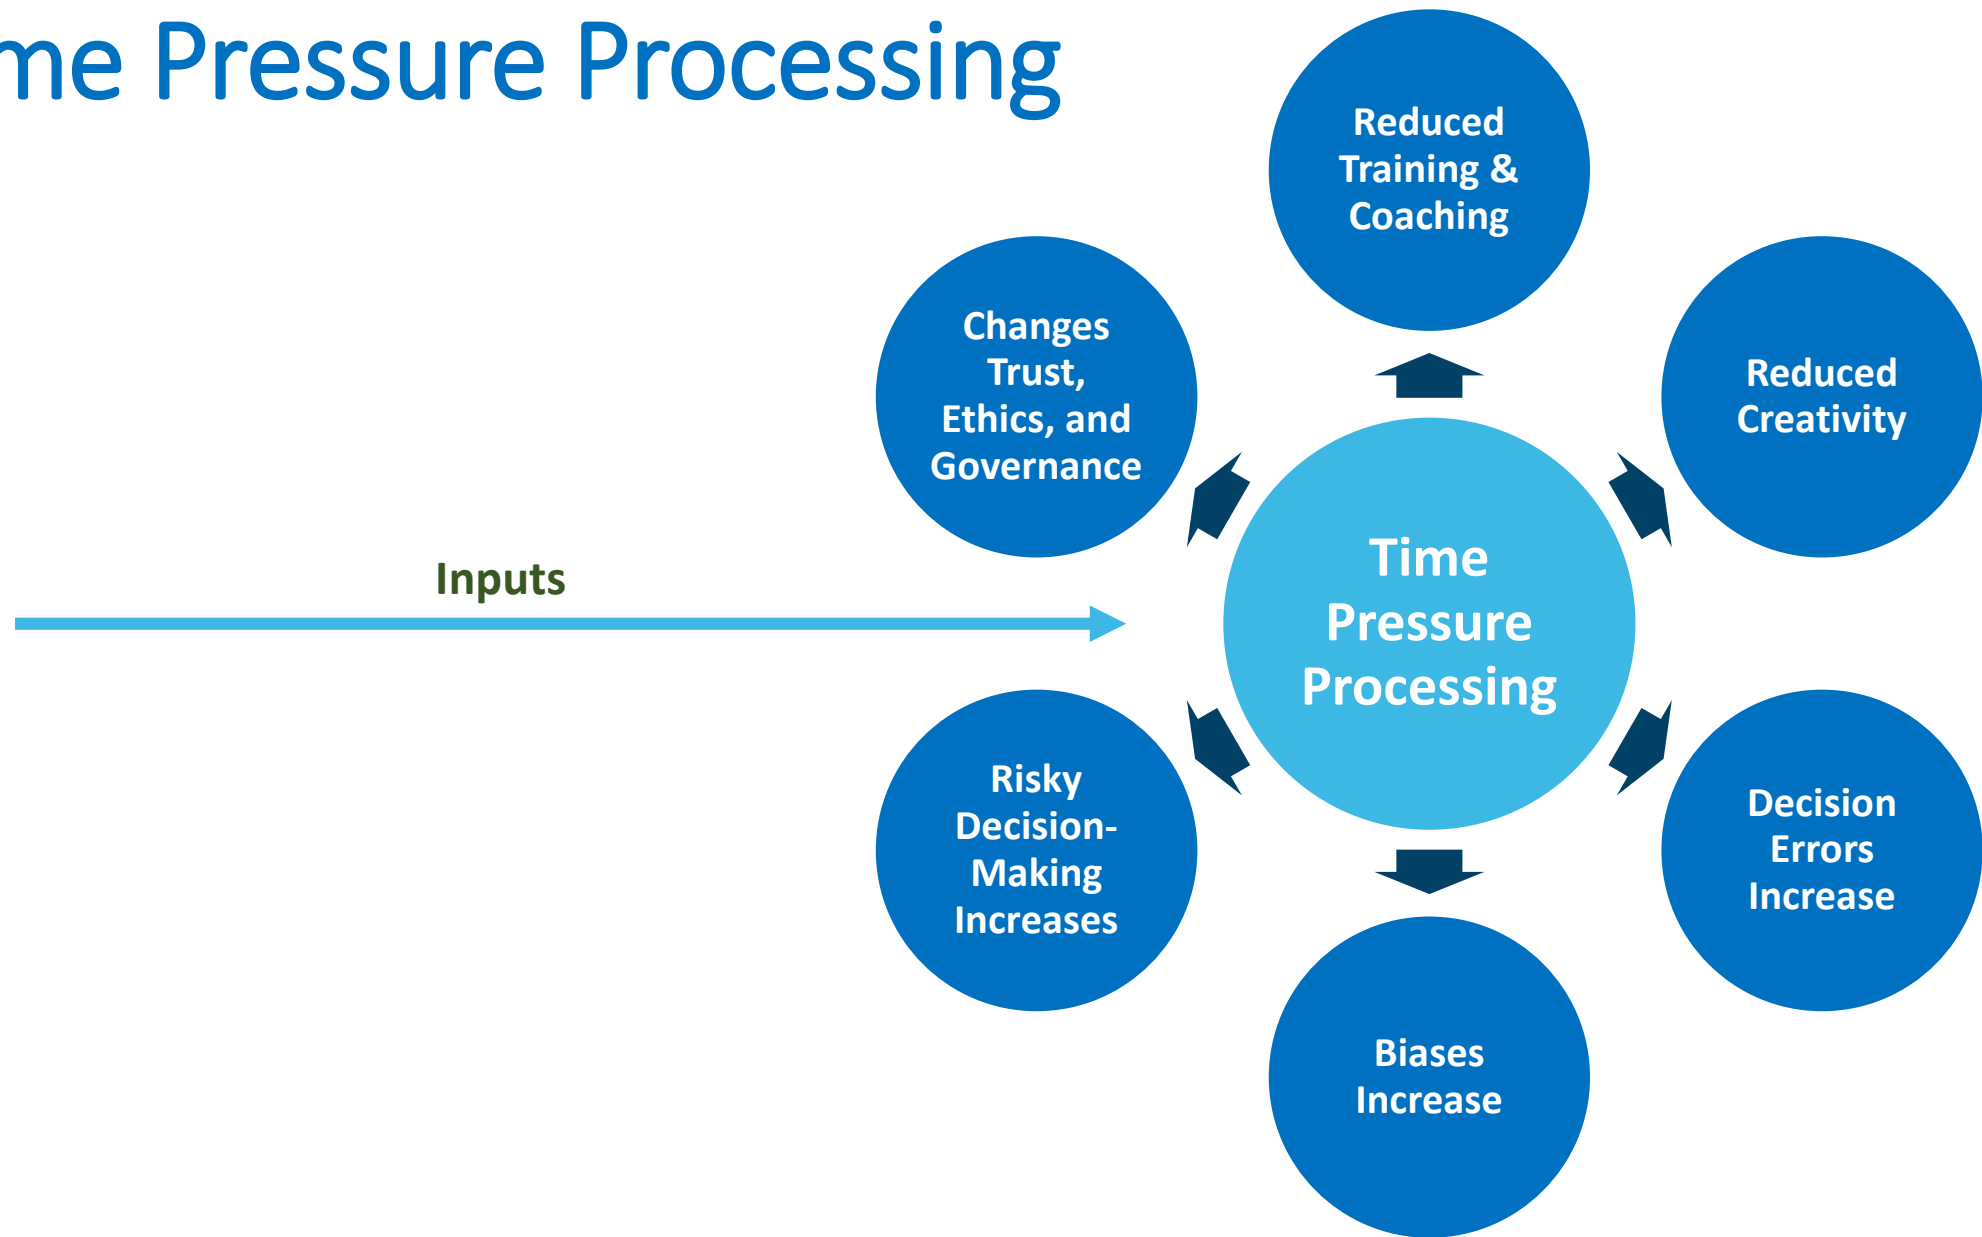 me Pressure Processing
Reduced
Training &
Coaching
Changes
Trust,
Ethics, and
Governance
Reduced
Creativity
Inputs
Time
Pressure
Processing
Risky
Decision-
Making
Increases
Decision
Errors
Increase
Biases
Increase